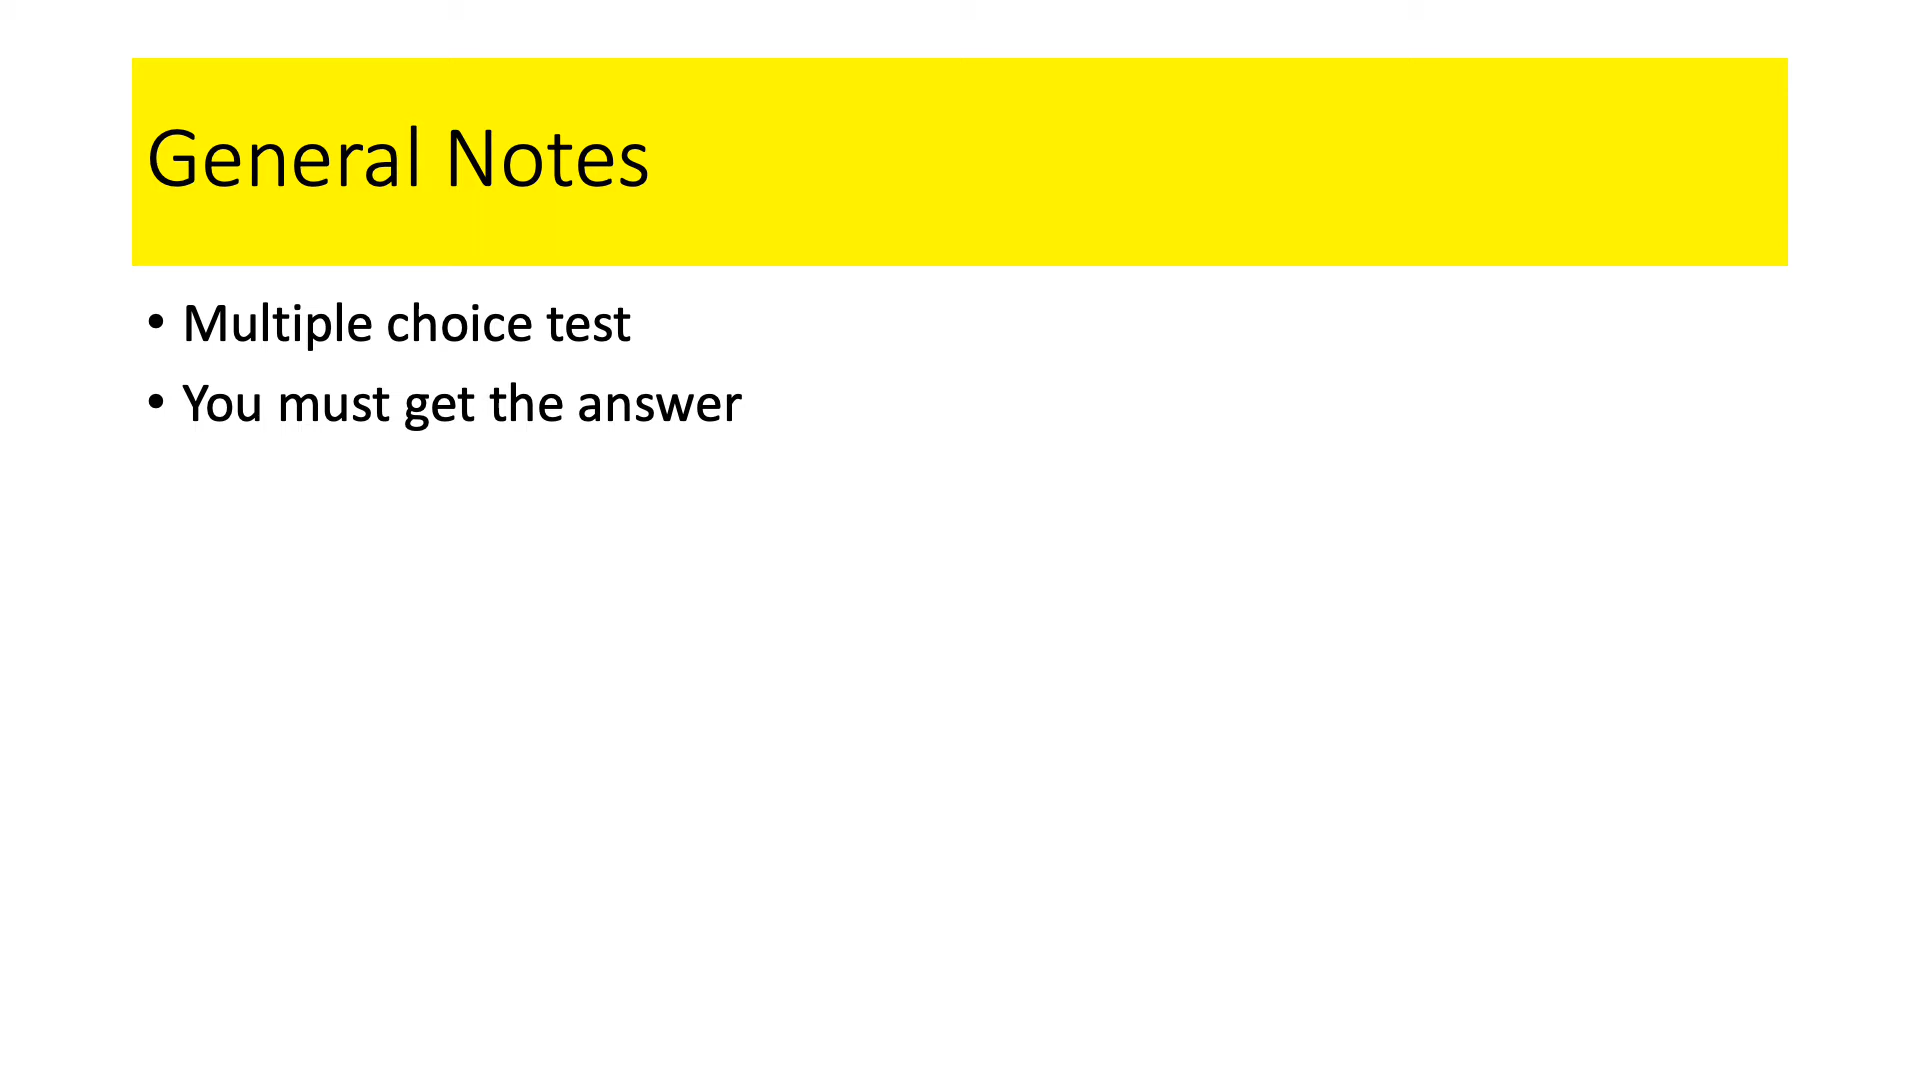 General Notes
• Multiple choice test
• You must get the answer